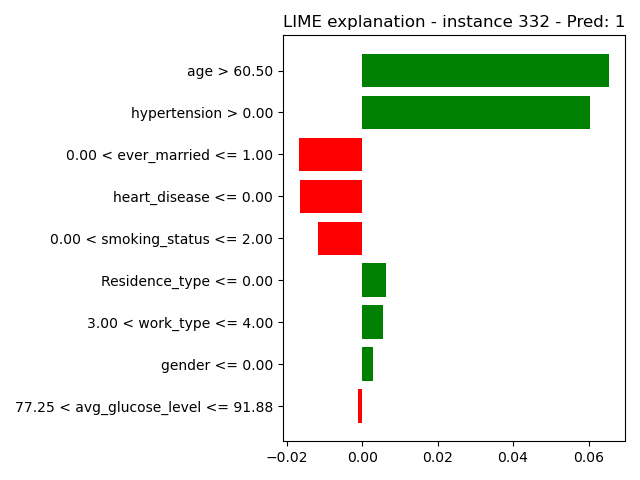 LIME explanation - instance 332 - Pred: 1
age > 60.50
hypertension > 0.00
0.00 < ever_married <= 1.00
heart_disease <= 0.00
0.00 < smoking_status <= 2.00
Residence_type <= 0.00
3.00 < work_type <= 4.00
gender <= 0.00
77.25 < avg_glucose_level <= 91.88
−0.02 0.00 0.02 0.04 0.06